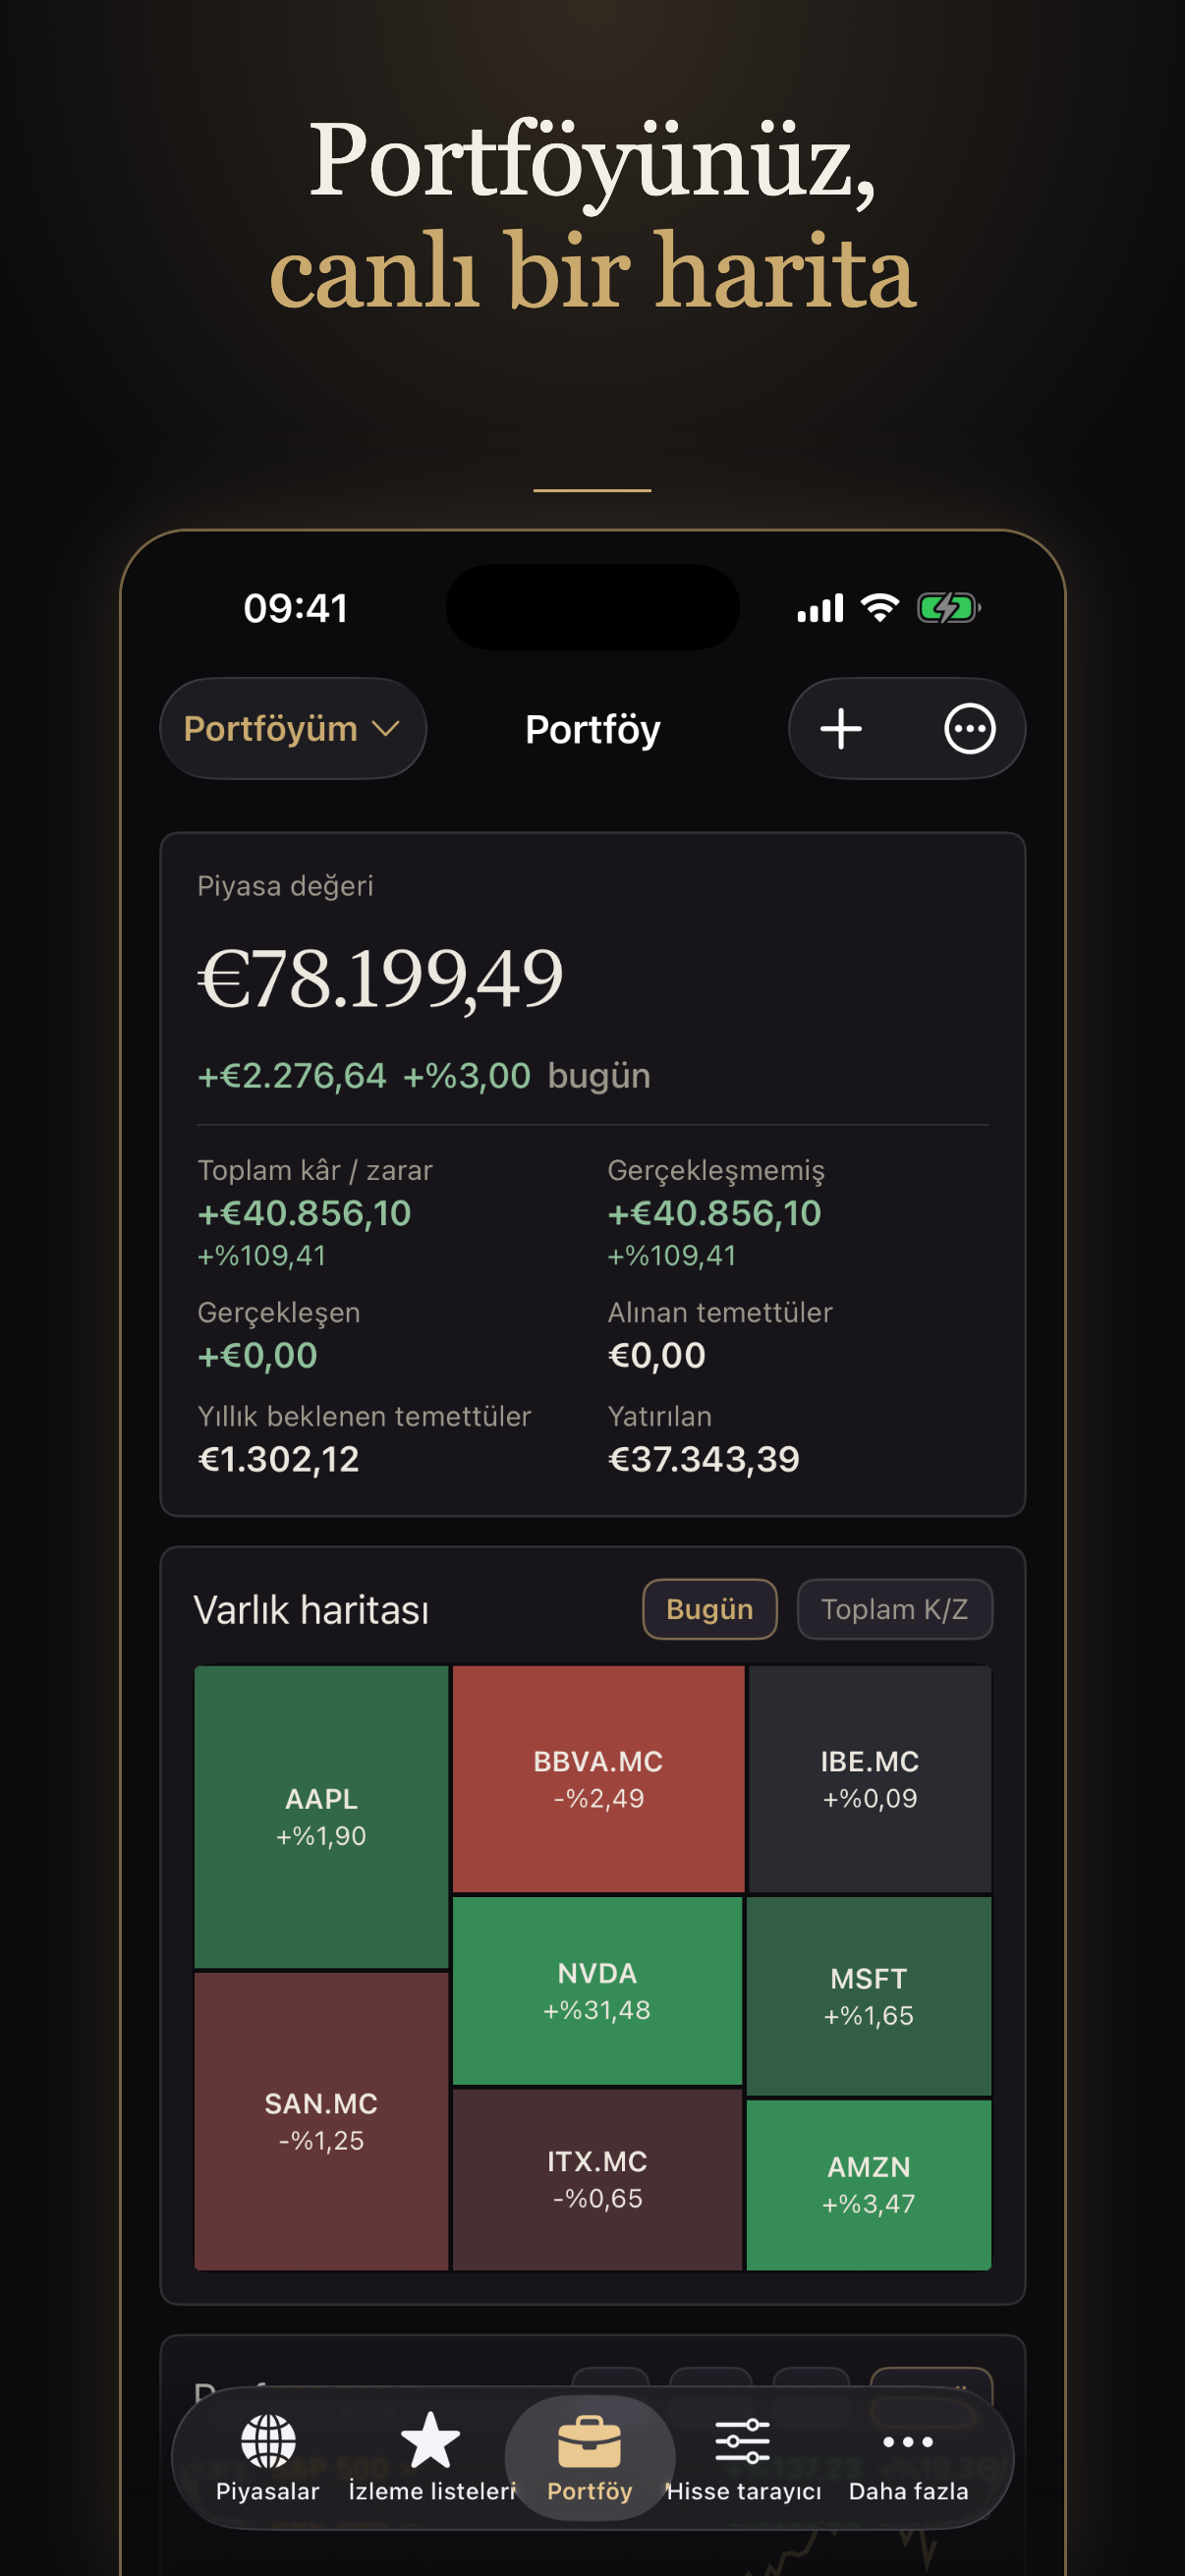 Portföyünüz,
canlı bir harita
09:41
Portföyüm
Portföy
Piyasa değeri
€78.199,49
+€2.276,64 +%3,00 bugün
Toplam kâr / zarar
+€40.856,10
+%109,41
Gerçekleşmemiş
+€40.856,10
+%109,41
Gerçekleşen
+€0,00
Alınan temettüler
€0,00
Yıllık beklenen temettüler
€1.302,12
Yatırılan
€37.343,39
Varlık haritası
Bugün
Toplam K/Z
AAPL
+%1,90
BBVA.MC
-%2,49
IBE.MC
+%0,09
NVDA
+%31,48
MSFT
+%1,65
SAN.MC
-%1,25
ITX.MC
-%0,65
AMZN
+%3,47
Piyasalar
İzleme listeleri
Portföy
Hisse tarayıcı
Daha fazla